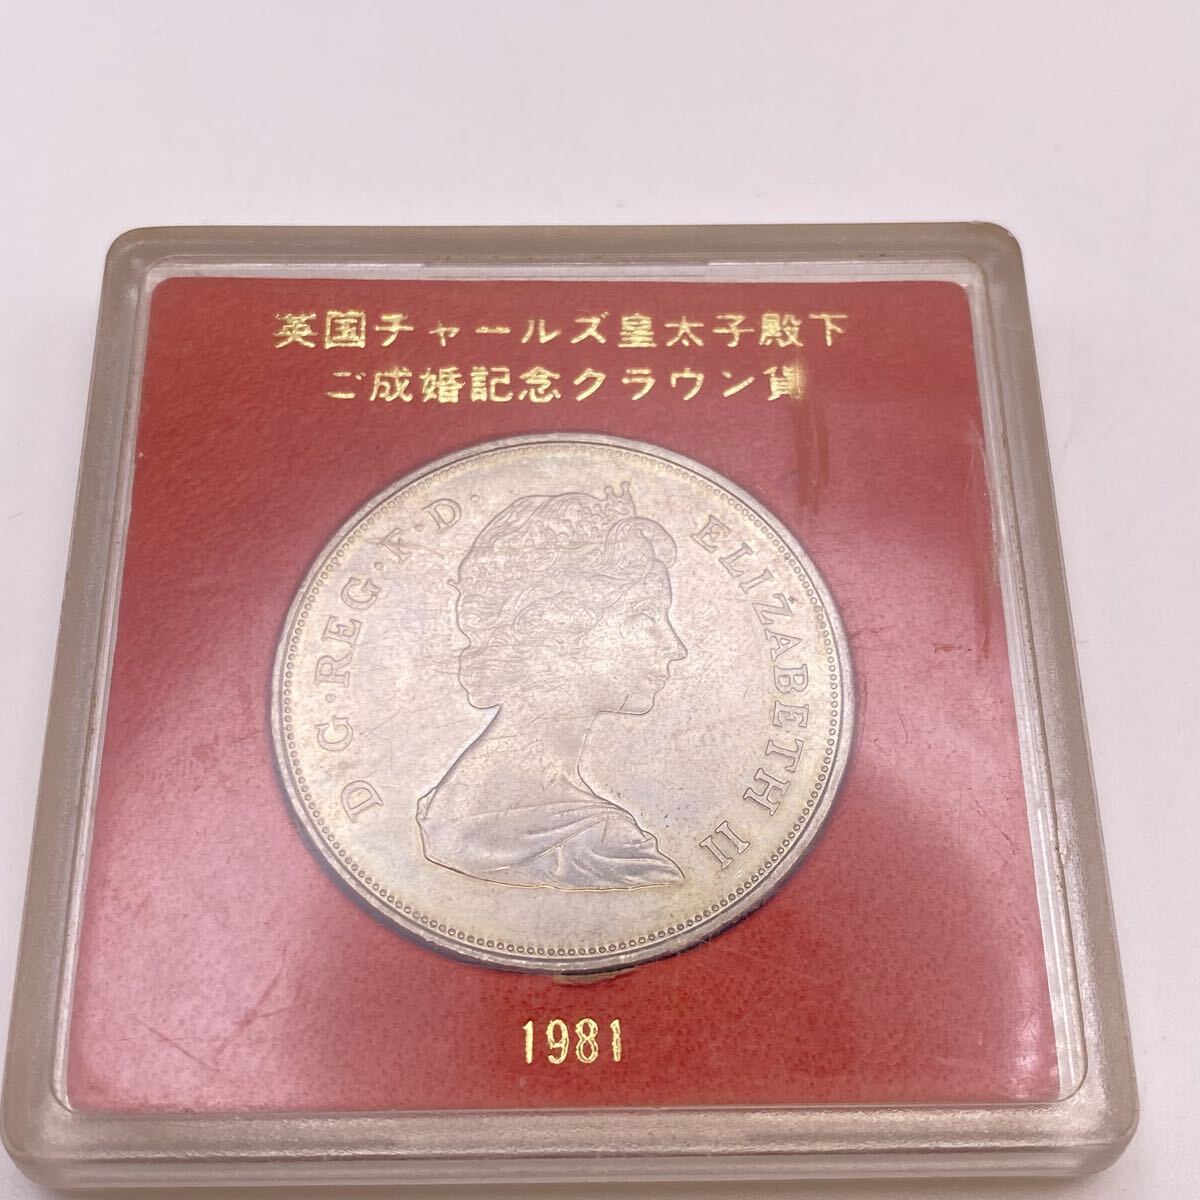 英国チャールズ皇太子殿下
ご成婚記念クラウン貨
D·G·REG·F·D·
ELIZABETH II
1981